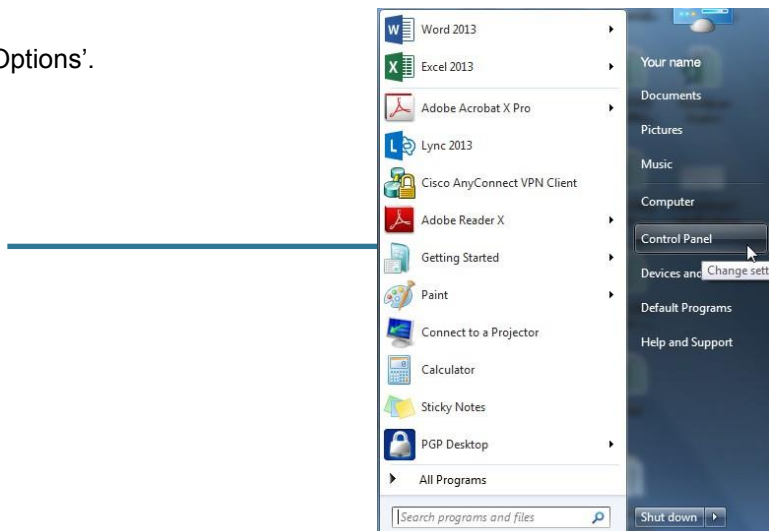 Options’.
Word 2013
Excel 2013
Adobe Acrobat X Pro
Lync 2013
Cisco AnyConnect VPN Client
Adobe Reader X
Getting Started
Paint
Connect to a Projector
Calculator
Sticky Notes
PGP Desktop
All Programs
Search programs and files
Your name
Documents
Pictures
Music
Computer
Control Panel
Devices and
Change sett
Default Programs
Help and Support
Shut down